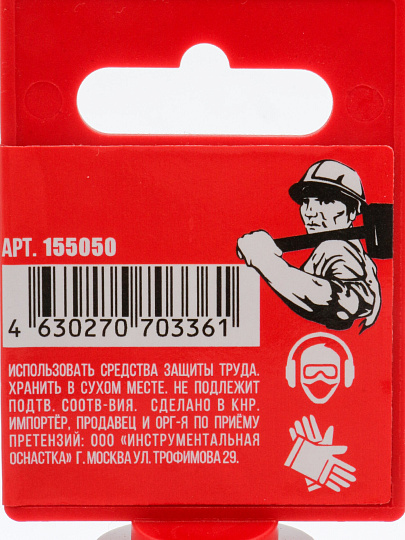 АРТ. 155050
4 630270 703361
ИСПОЛЬЗОВАТЬ СРЕДСТВА ЗАЩИТЫ ТРУДА.
ХРАНИТЬ В СУХОМ МЕСТЕ. НЕ ПОДЛЕЖИТ
ПОДТВ. СООТВ-ВИЯ. СДЕЛАНО В КНР.
ИМПОРТЁР, ПРОДАВЕЦ И ОРГ-Я ПО ПРИЁМУ
ПРЕТЕНЗИЙ: ООО «ИНСТРУМЕНТАЛЬНАЯ
ОСНАСТКА» Г. МОСКВА УЛ. ТРОФИМОВА 29.